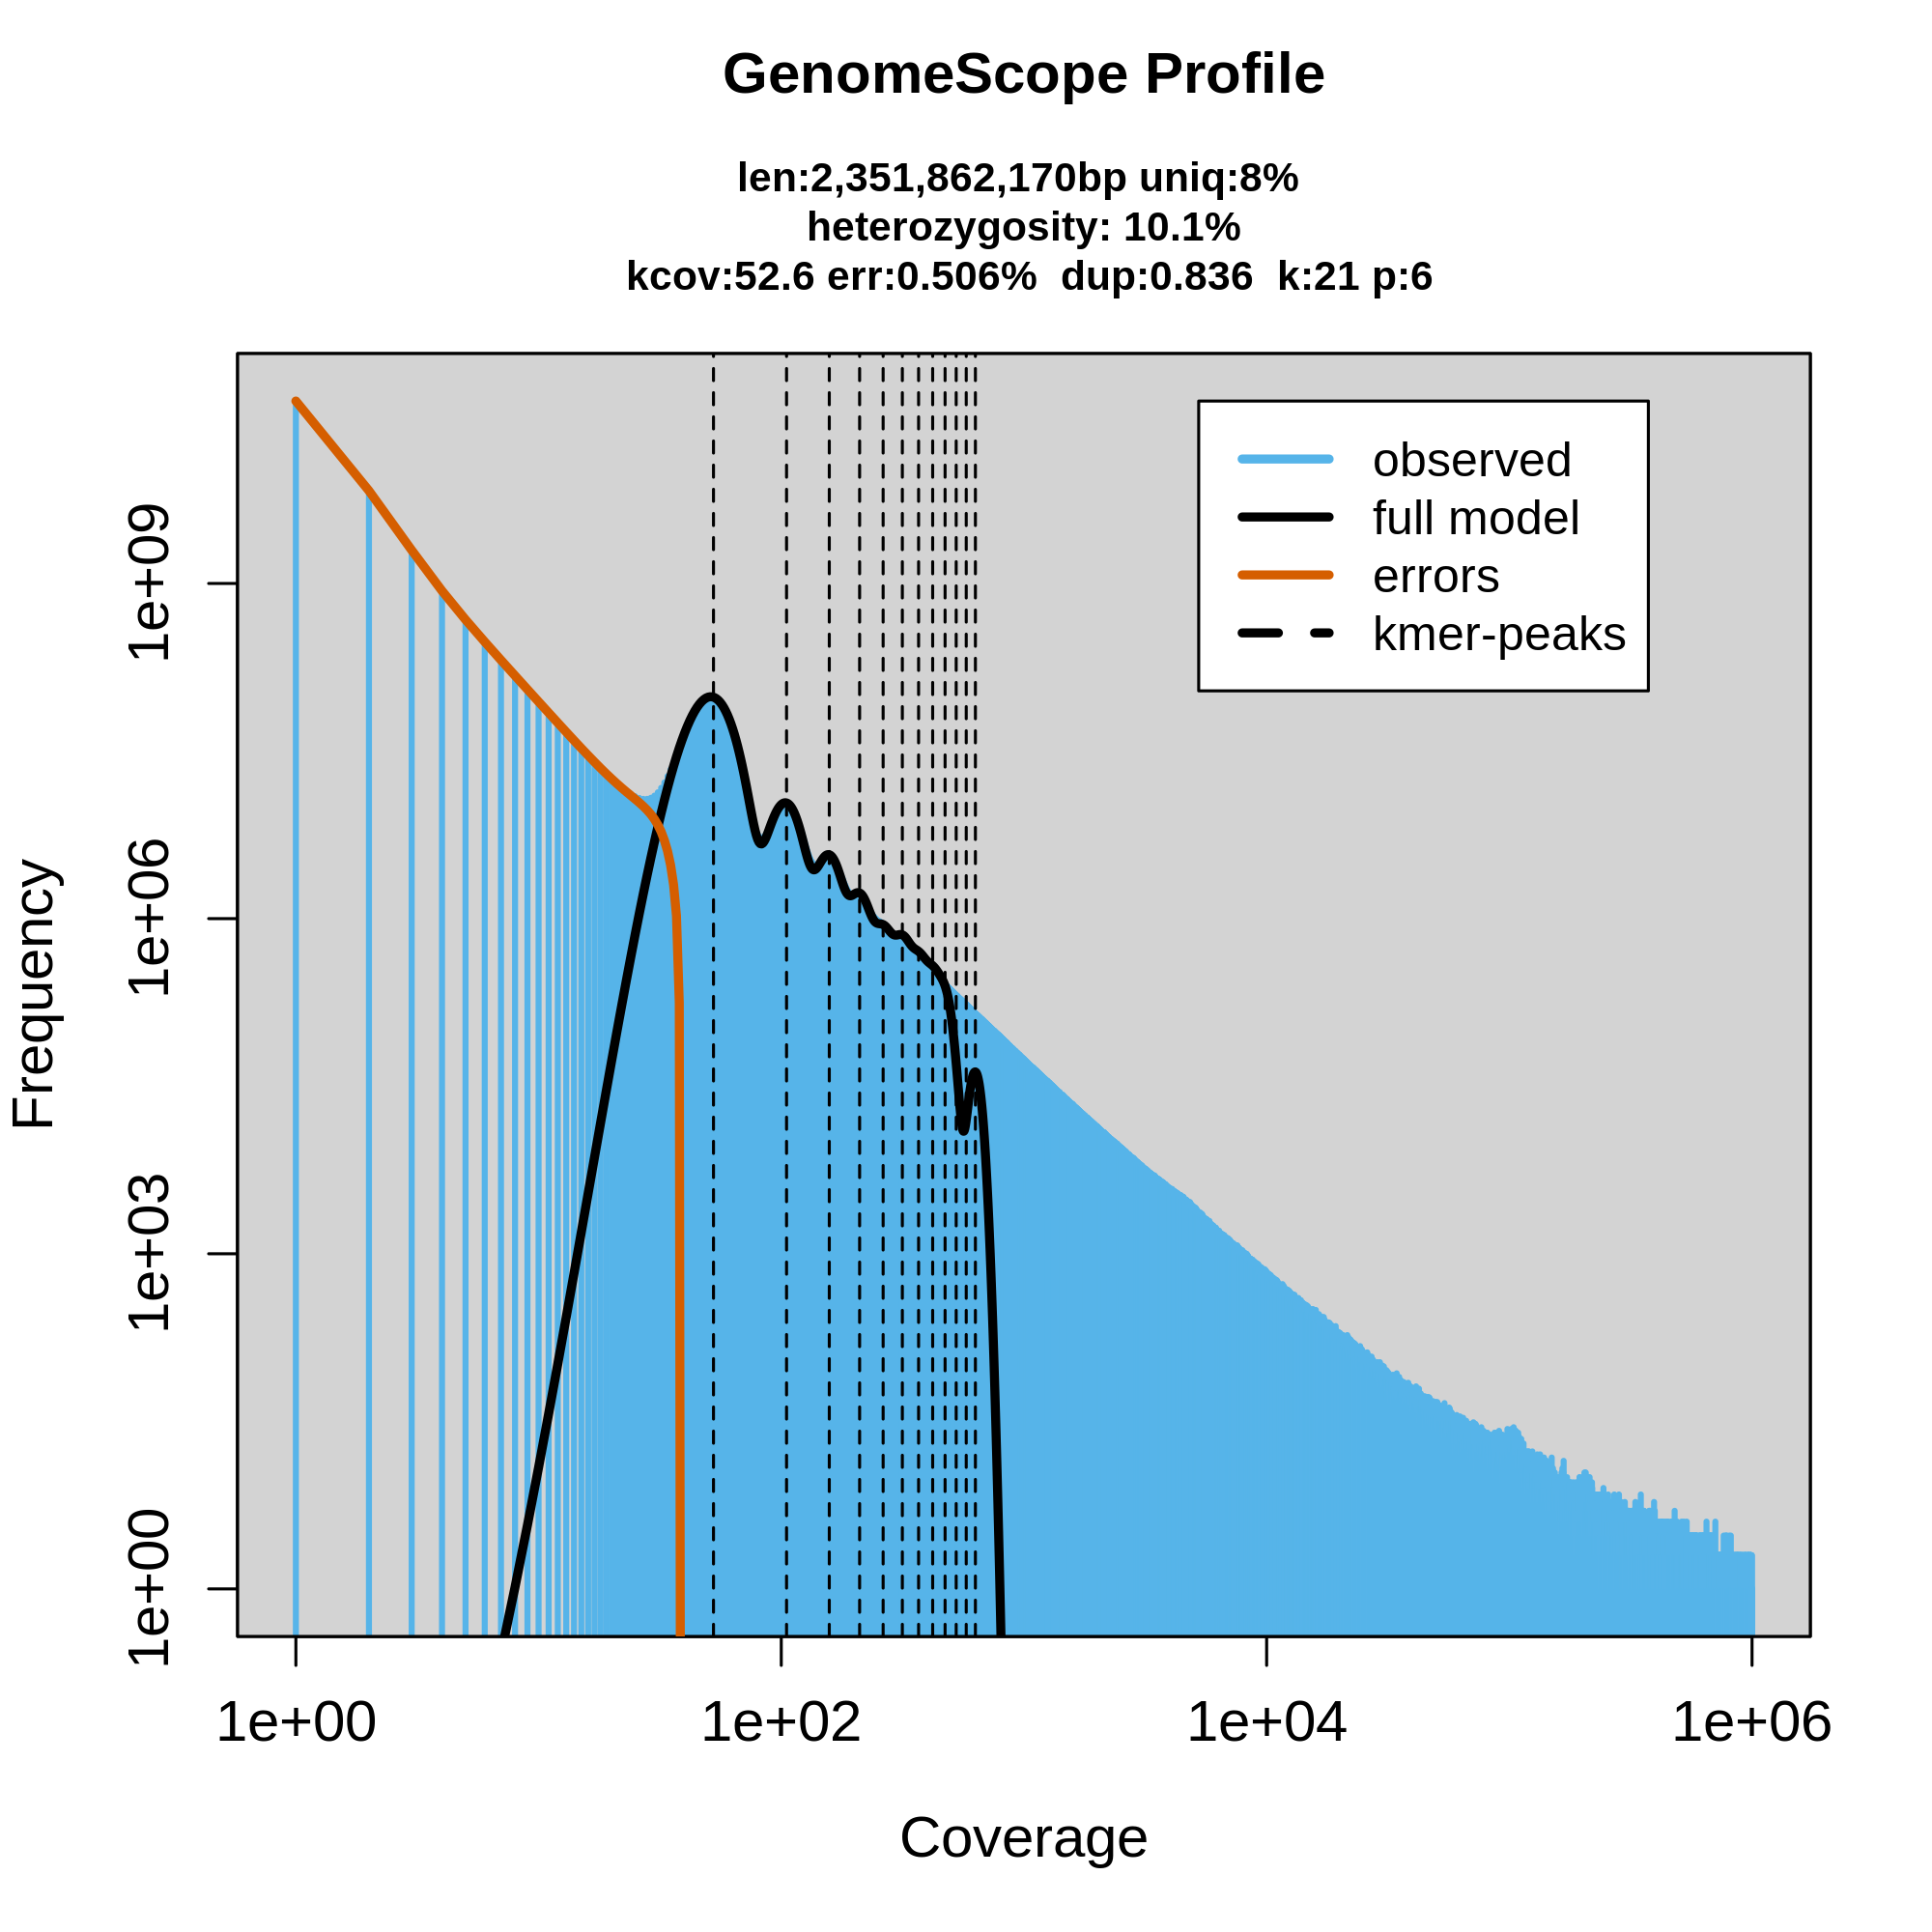 GenomeScope Profile
len:2,351,862,170bp uniq:8%
heterozygosity: 10.1%
kcov:52.6 err:0.506%  dup:0.836  k:21 p:6
observed
full model
errors
kmer-peaks
Frequency
1e+09
1e+06
1e+03
1e+00
1e+00 1e+02 1e+04 1e+06
Coverage